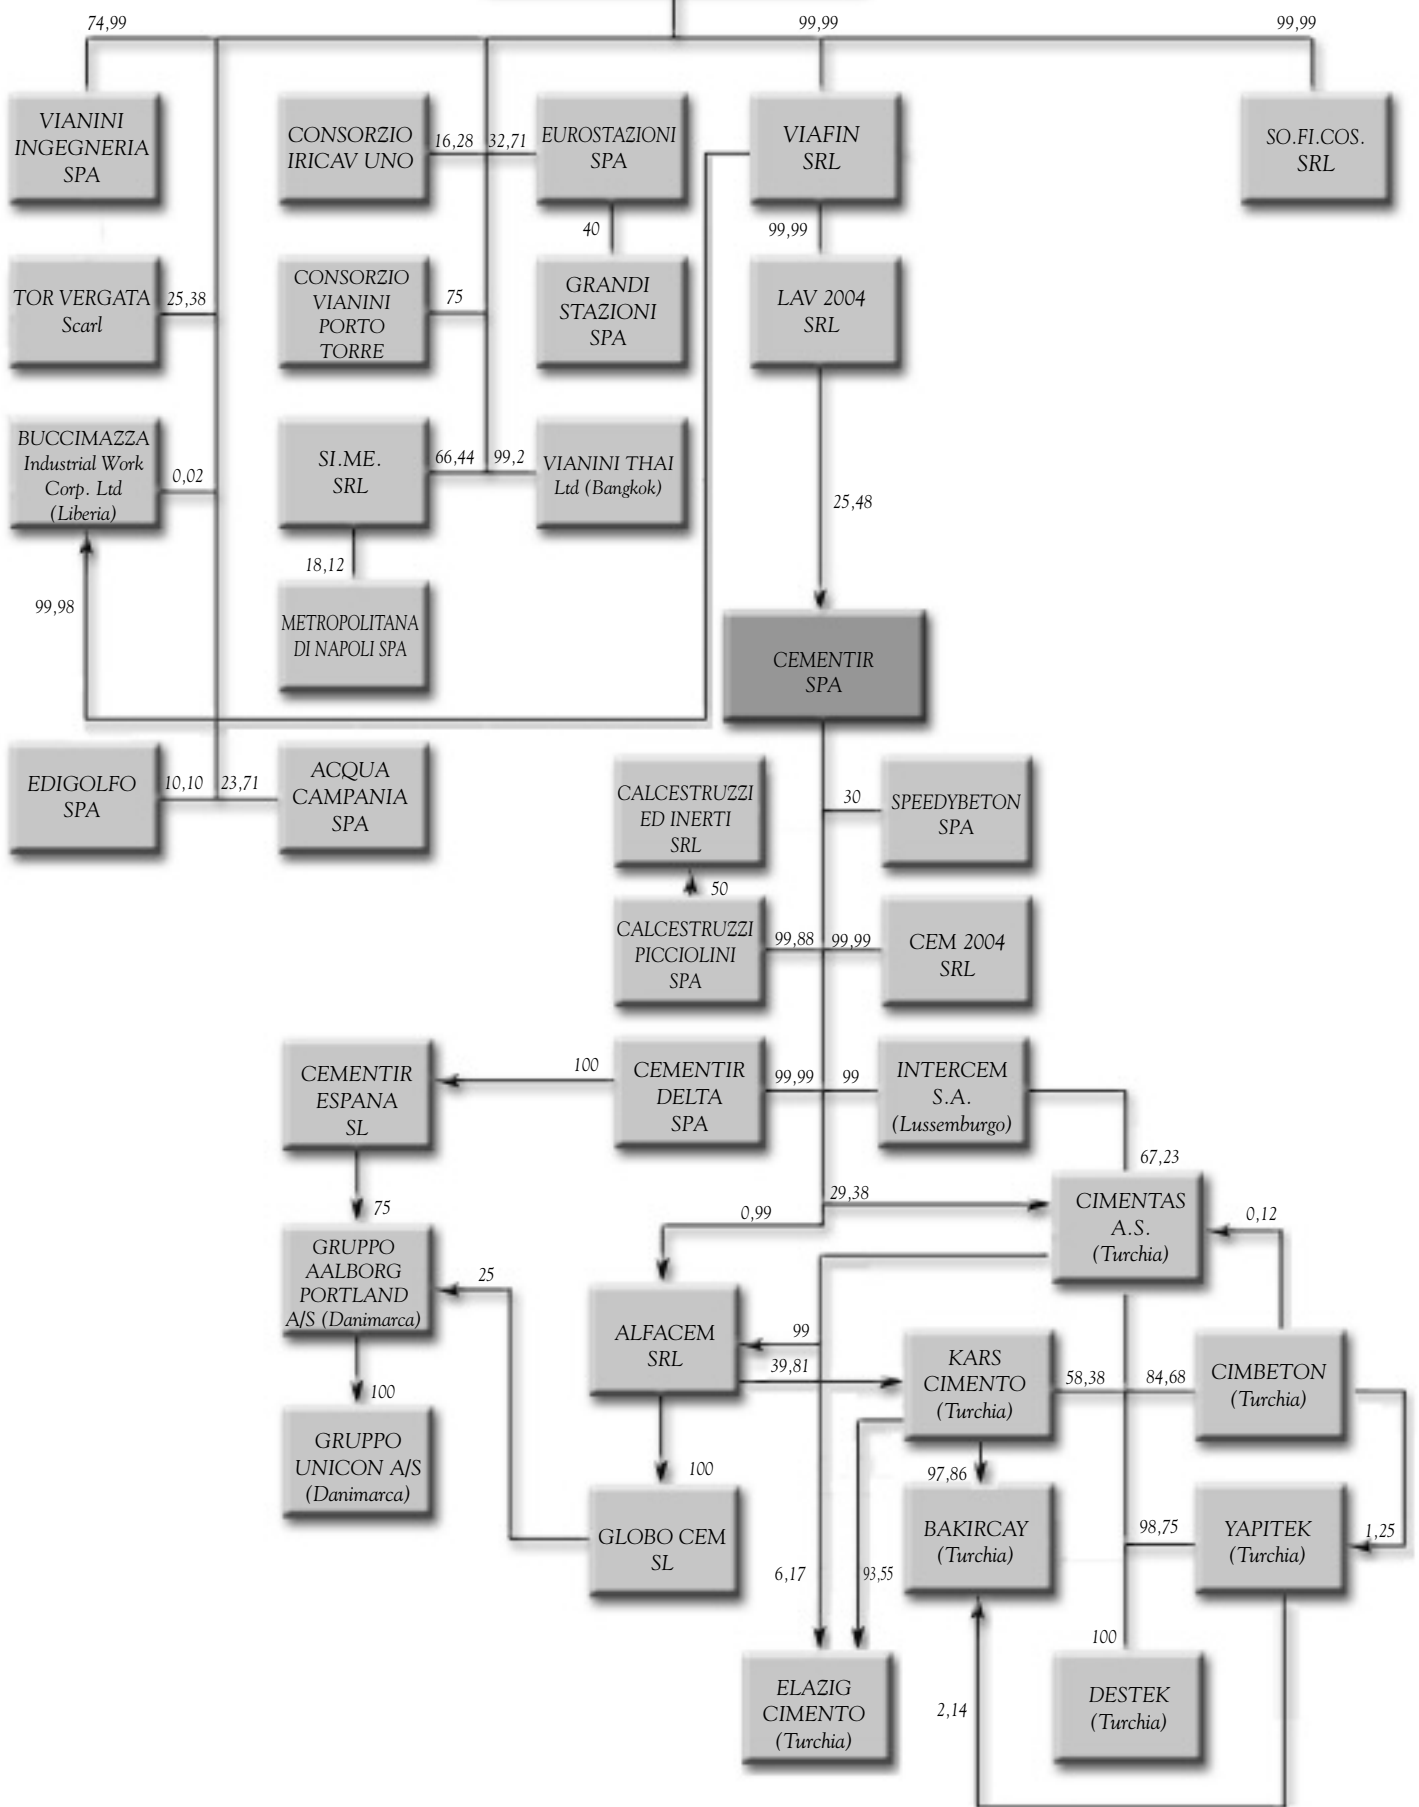 74,99
99,99
99,99
VIANINI
INGEGNERIA
SPA
CONSORZIO
IRICAV UNO
16,28
32,71
EUROSTAZIONI
SPA
VIAFIN
SRL
SO.FI.COS.
SRL
40
99,99
TOR VERGATA
Scarl
25,38
CONSORZIO
VIANINI
PORTO
TORRE
75
GRANDI
STAZIONI
SPA
LAV 2004
SRL
BUCCIMAZZA
Industrial Work
Corp. Ltd
(Liberia)
0,02
SI.ME.
SRL
66,44
99,2
VIANINI THAI
Ltd (Bangkok)
25,48
18,12
99,98
METROPOLITANA
DI NAPOLI SPA
CEMENTIR
SPA
EDIGOLFO
SPA
10,10
23,71
ACQUA
CAMPANIA
SPA
CALCESTRUZZI
ED INERTI
SRL
30
SPEEDYBETON
SPA
50
CALCESTRUZZI
PICCIOLINI
SPA
99,88
99,99
CEM 2004
SRL
CEMENTIR
ESPANA
SL
100
CEMENTIR
DELTA
SPA
99,99
99
INTERCEM
S.A.
(Lussemburgo)
67,23
75
0,99
29,38
CIMENTAS
A.S.
(Turchia)
0,12
GRUPPO
AALBORG
PORTLAND
A/S (Danimarca)
25
ALFACEM
SRL
99
39,81
KARS
CIMENTO
(Turchia)
58,38
84,68
CIMBETON
(Turchia)
100
GRUPPO
UNICON A/S
(Danimarca)
100
97,86
GLOBO CEM
SL
BAKIRCAY
(Turchia)
98,75
YAPITEK
(Turchia)
1,25
6,17
93,55
100
ELAZIG
CIMENTO
(Turchia)
2,14
DESTEK
(Turchia)